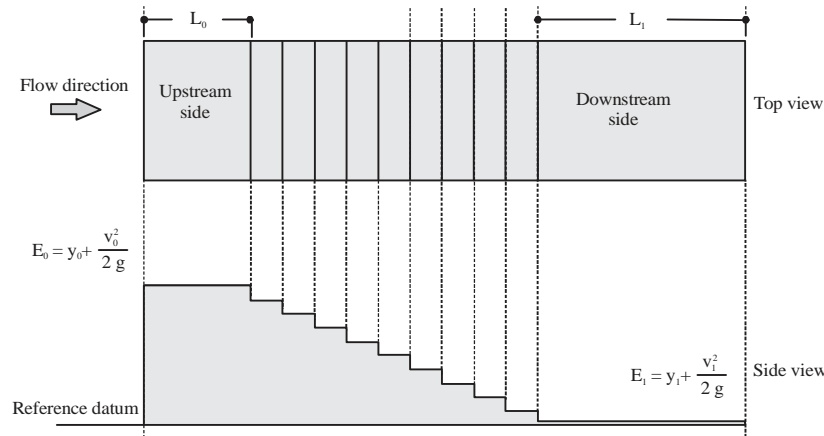 L₀
L₁
Flow direction
Upstream
side
Downstream
side
Top view
E₀ = y₀+ v₀²
2 g
E₁ = y₁+ v₁²
2 g
Side view
Reference datum